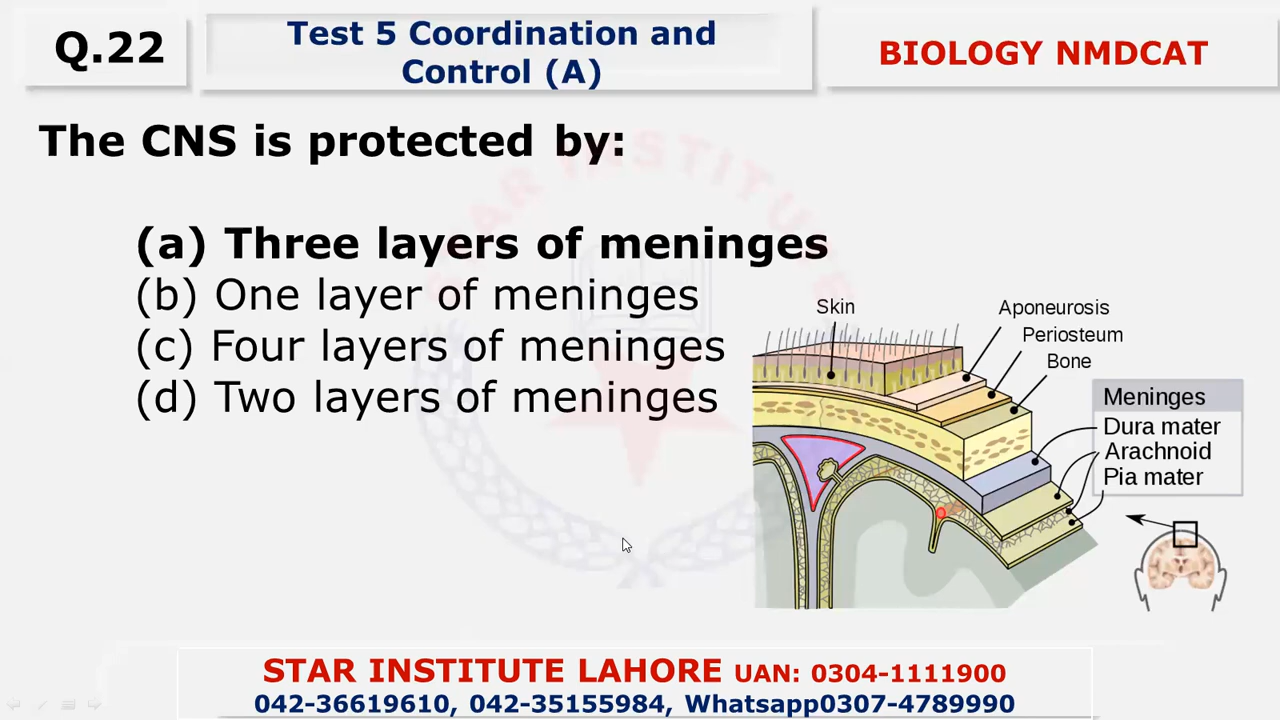 Q.22
Test 5 Coordination and
Control (A)
BIOLOGY NMDCAT
The CNS is protected by:
(a) Three layers of meninges
(b) One layer of meninges
(c) Four layers of meninges
(d) Two layers of meninges
STAR INSTITUTE
Skin
Aponeurosis
Periosteum
Bone
Meninges
Dura mater
Arachnoid
Pia mater
STAR INSTITUTE LAHORE UAN: 0304-1111900
042-36619610, 042-35155984, Whatsapp0307-4789990